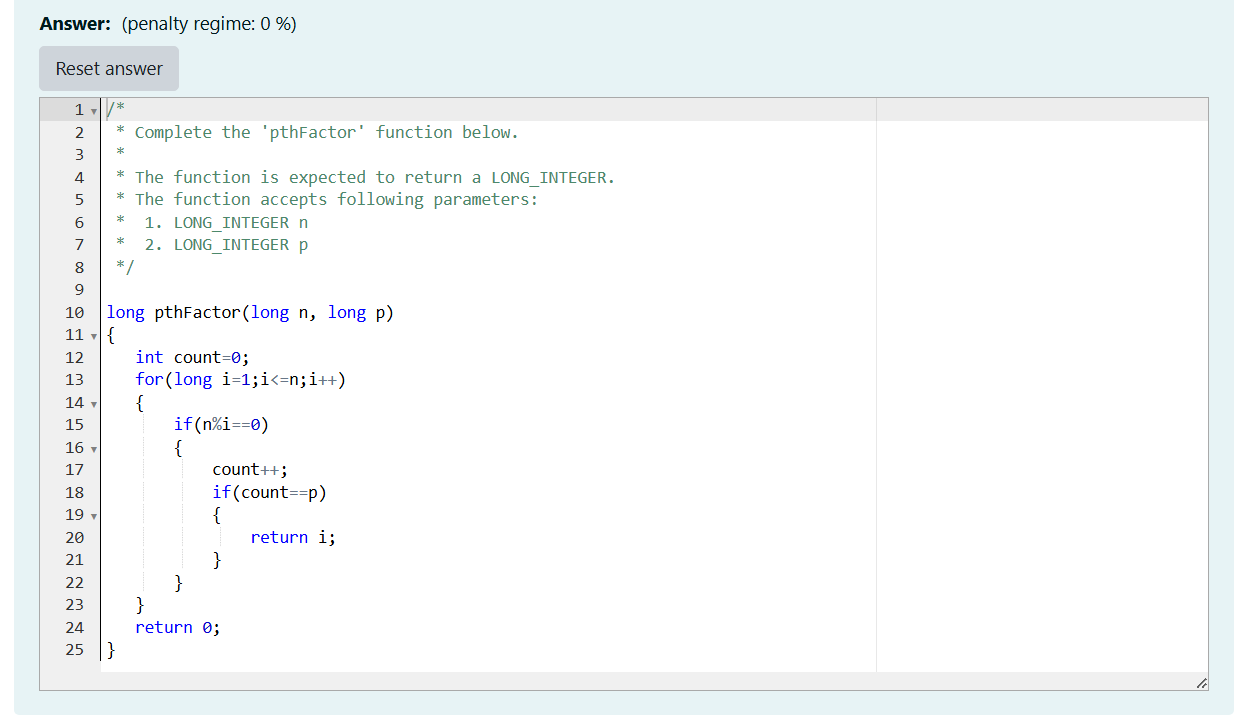 Answer: (penalty regime: 0 %)
Reset answer
1 /*
2  * Complete the 'pthFactor' function below.
3  *
4  * The function is expected to return a LONG_INTEGER.
5  * The function accepts following parameters:
6  *  1. LONG_INTEGER n
7  *  2. LONG_INTEGER p
8  */
9
10 long pthFactor(long n, long p)
11 {
12    int count=0;
13    for(long i=1;i<=n;i++)
14    {
15        if(n%i==0)
16        {
17            count++;
18            if(count==p)
19            {
20                return i;
21            }
22        }
23    }
24    return 0;
25 }